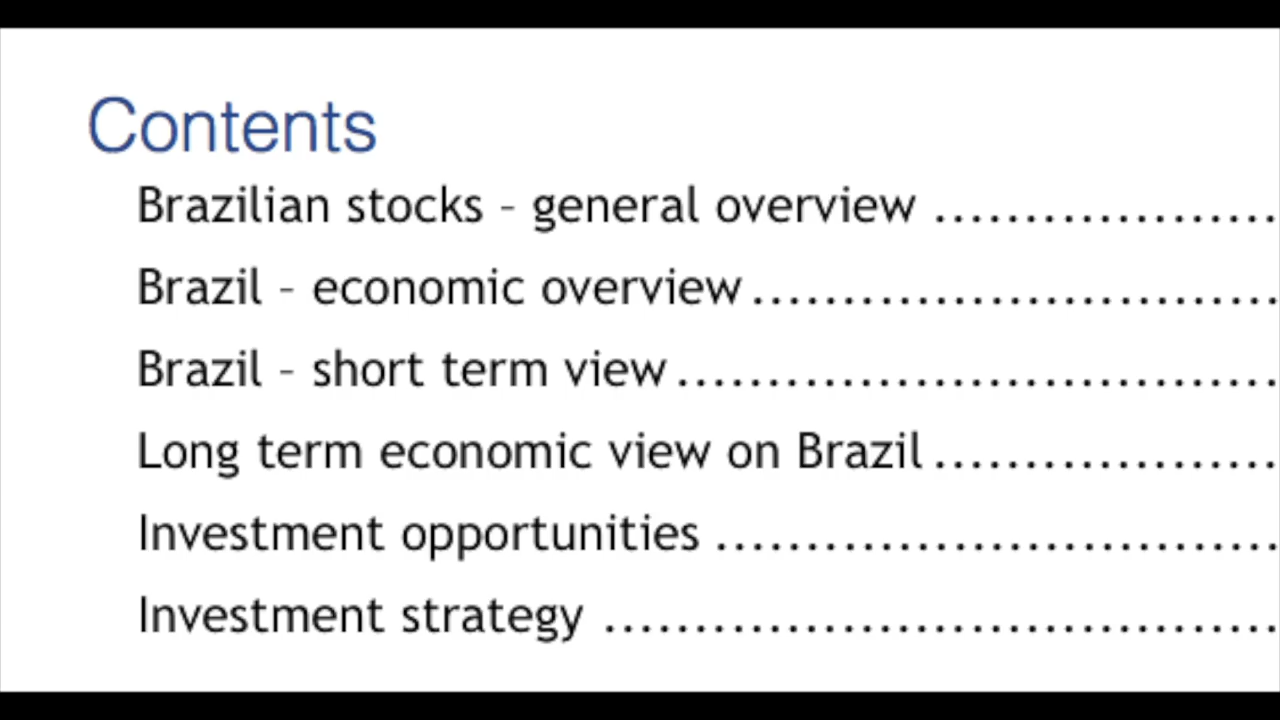 Contents
Brazilian stocks – general overview ...................
Brazil – economic overview .............................
Brazil – short term view .................................
Long term economic view on Brazil ...................
Investment opportunities ...............................
Investment strategy .....................................